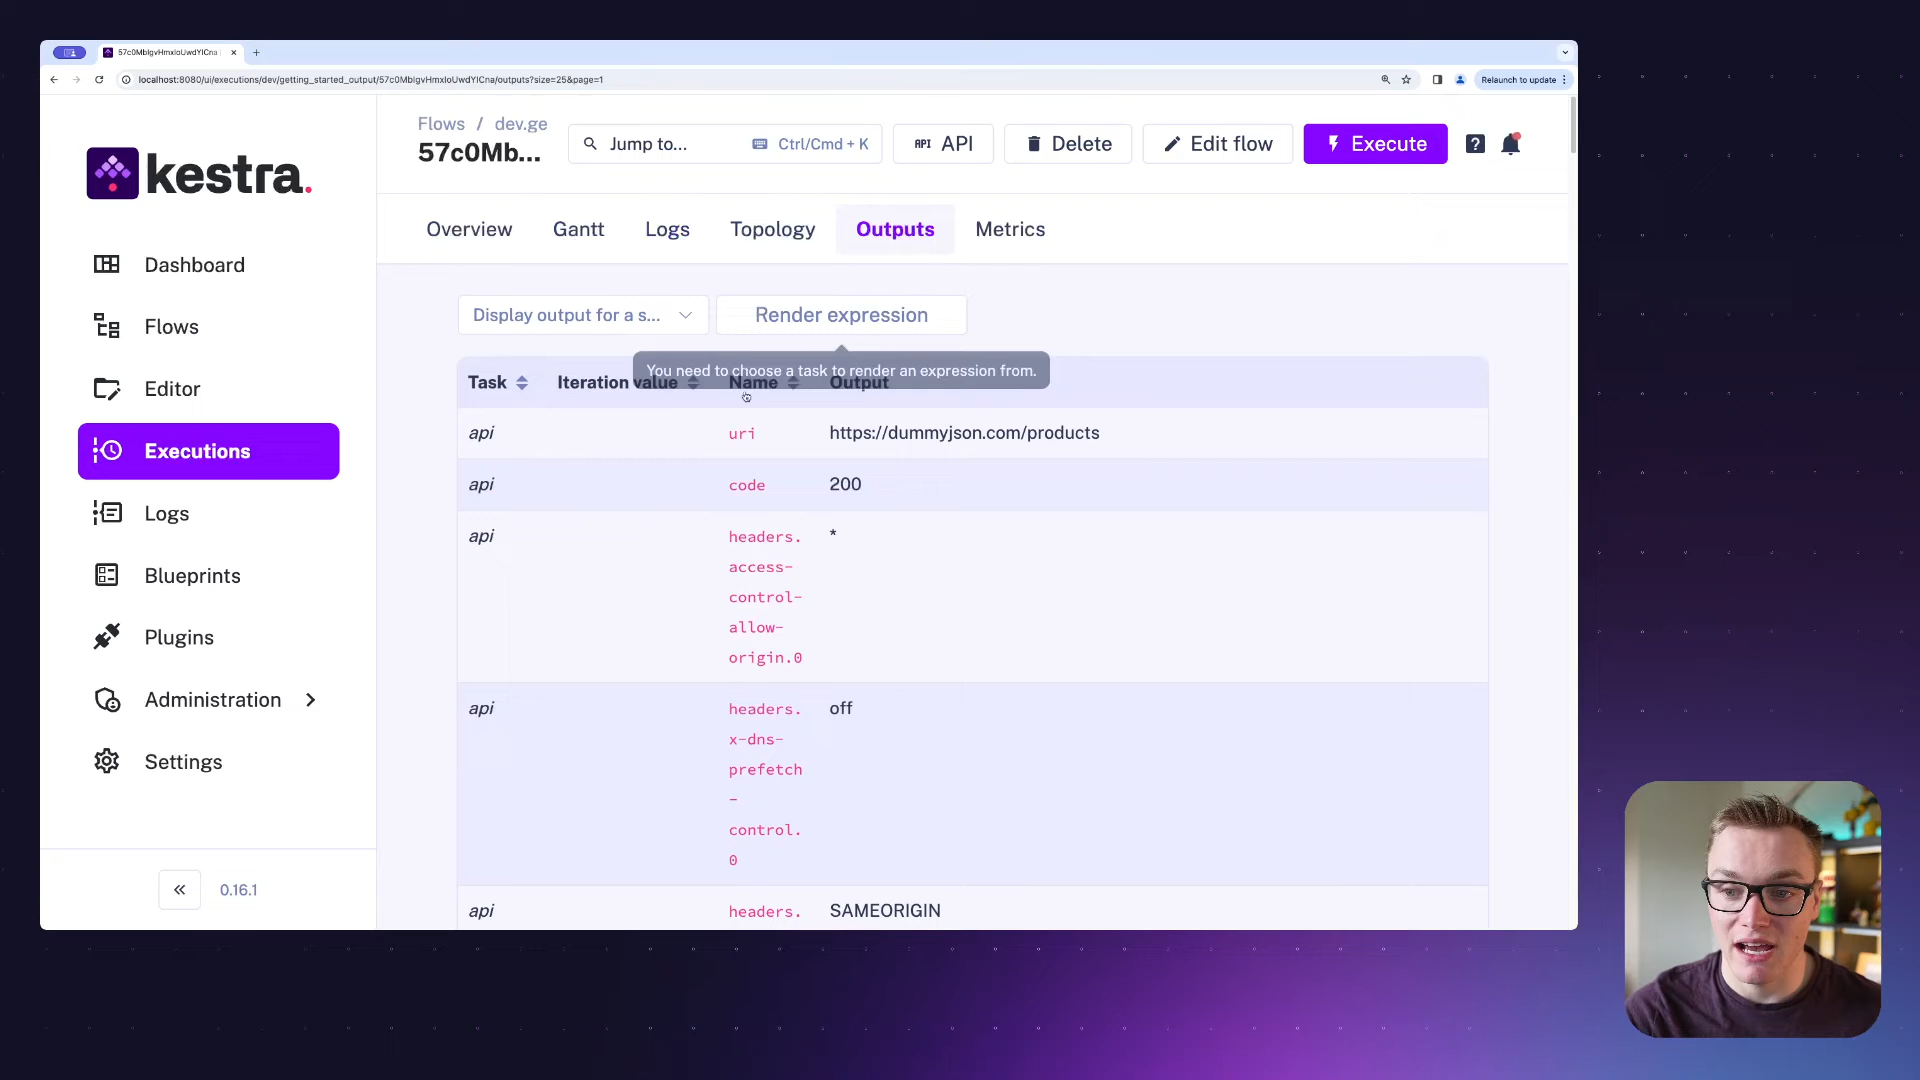 57c0MbIgvHmxIoUwdYICna
localhost:8080/ui/executions/dev/getting_started_output/57c0MbIgvHmxIoUwdYICna/outputs?size=25&page=1
Relaunch to update
kestra.
Flows / dev.ge
57c0Mb...
Jump to...
Ctrl/Cmd + K
API API
Delete
Edit flow
Execute
?
Overview
Gantt
Logs
Topology
Outputs
Metrics
Dashboard
Flows
Editor
Executions
Logs
Blueprints
Plugins
Administration
Settings
0.16.1
Display output for a s...
Render expression
You need to choose a task to render an expression from.
Task Iteration value Name Output
api uri https://dummyjson.com/products
api code 200
api headers. *
access-
control-
allow-
origin.0
api headers. off
x-dns-
prefetch
-
control.
0
api headers. SAMEORIGIN